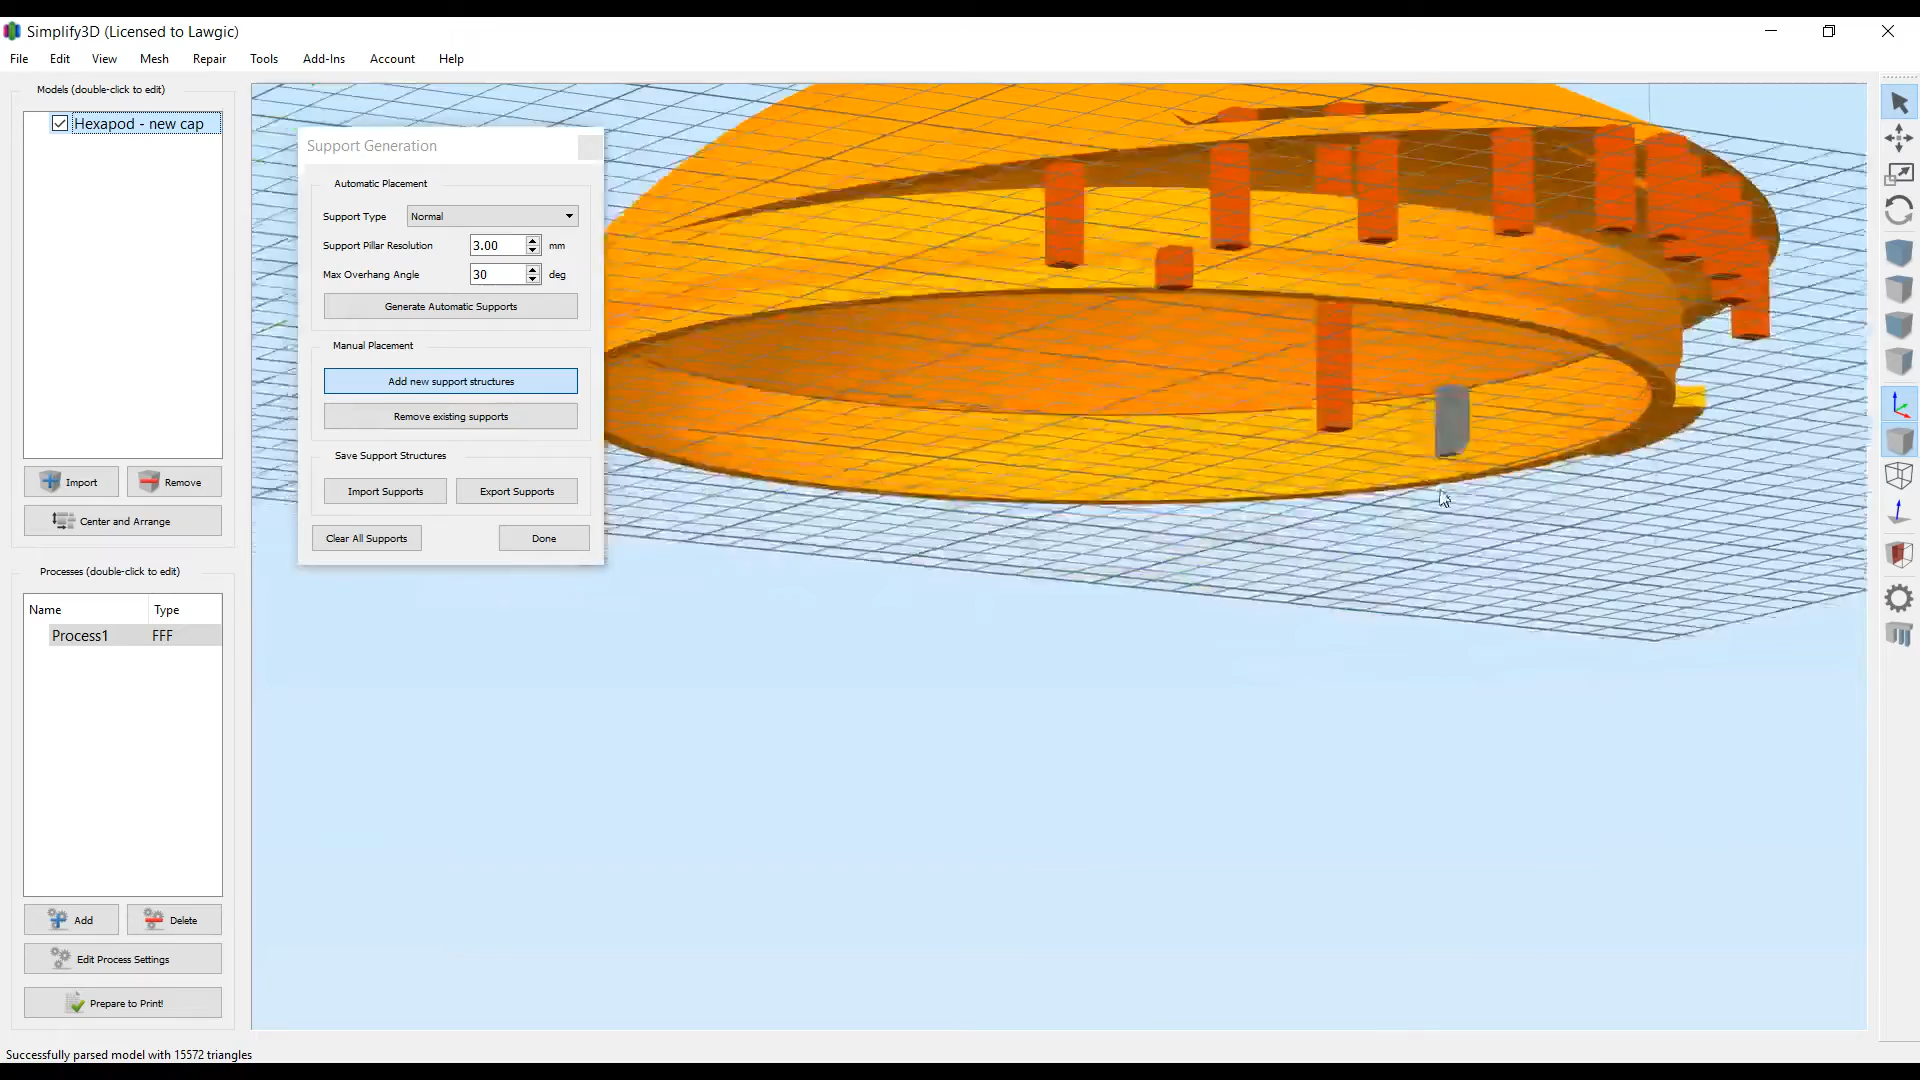 Simplify3D (Licensed to Lawgic)
File Edit View Mesh Repair Tools Add-Ins Account Help
Models (double-click to edit)
Hexapod - new cap
Import Remove
Center and Arrange
Processes (double-click to edit)
Name Type
Process1 FFF
Add Delete
Edit Process Settings
Prepare to Print!
Support Generation
Automatic Placement
Support Type Normal
Support Pillar Resolution 3.00 mm
Max Overhang Angle 30 deg
Generate Automatic Supports
Manual Placement
Add new support structures
Remove existing supports
Save Support Structures
Import Supports Export Supports
Clear All Supports Done
Successfully parsed model with 15572 triangles